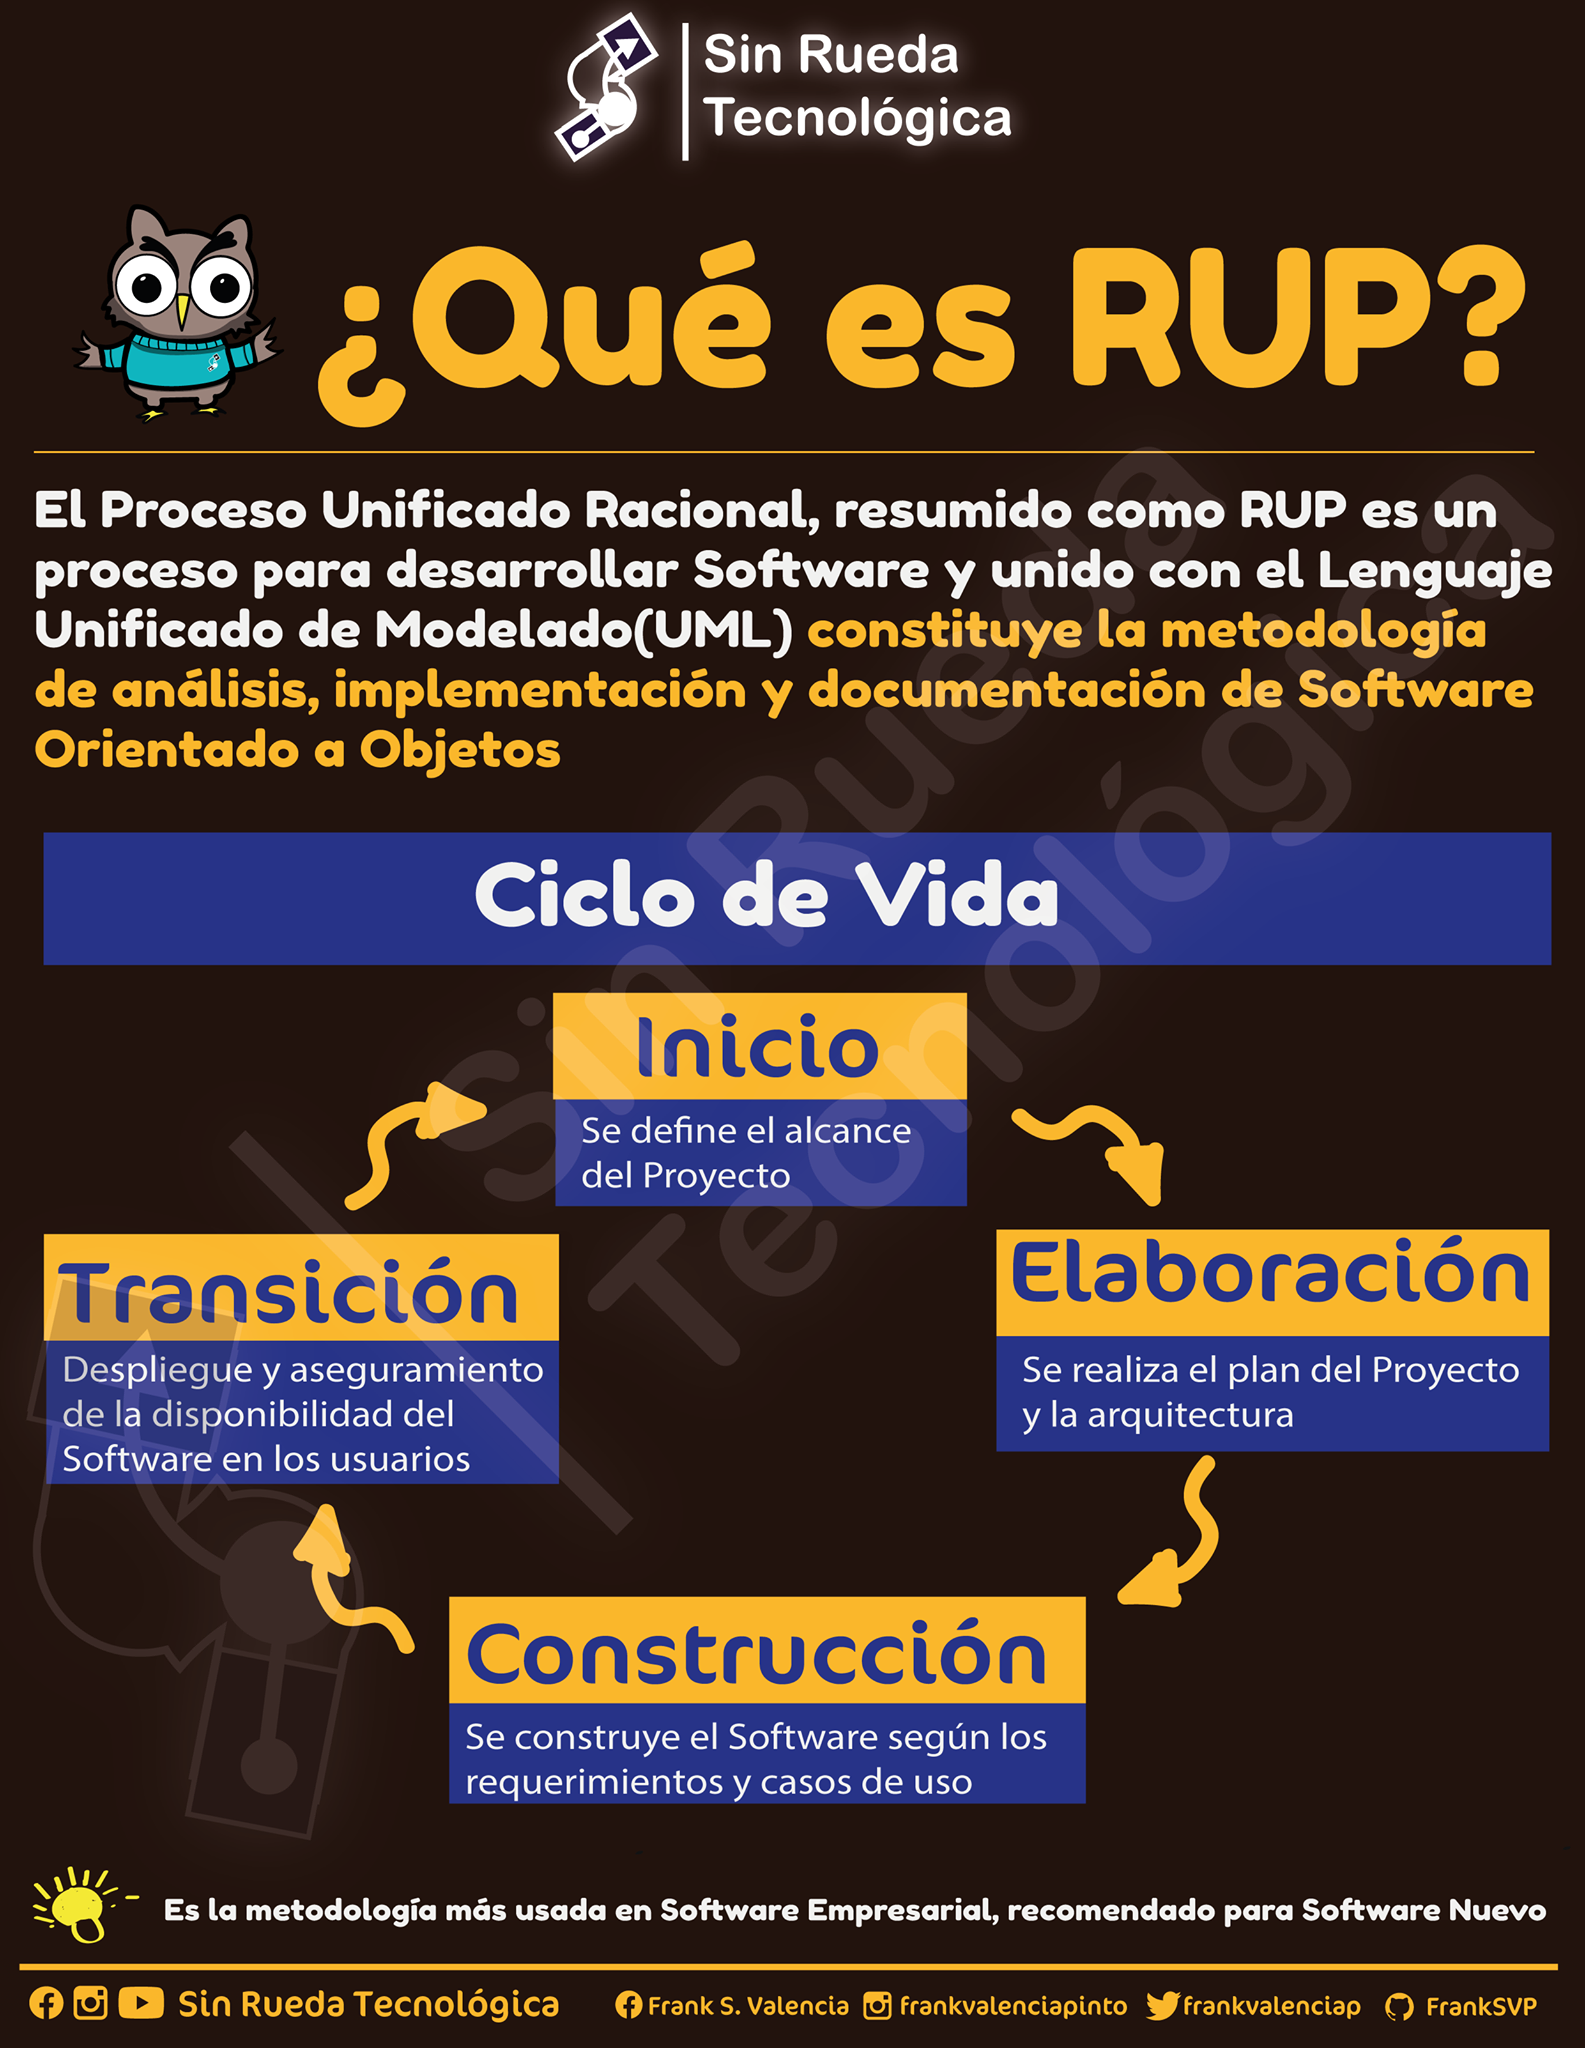 Sin Rueda
Tecnológica
¿Qué es RUP?
El Proceso Unificado Racional, resumido como RUP es un
proceso para desarrollar Software y unido con el Lenguaje
Unificado de Modelado(UML) constituye la metodología
de análisis, implementación y documentación de Software
Orientado a Objetos
Ciclo de Vida
Inicio
Se define el alcance
del Proyecto
Elaboración
Se realiza el plan del Proyecto
y la arquitectura
Construcción
Se construye el Software según los
requerimientos y casos de uso
Transición
Despliegue y aseguramiento
de la disponibilidad del
Software en los usuarios
Sin Rueda
Tecnológica
Es la metodología más usada en Software Empresarial, recomendado para Software Nuevo
Sin Rueda Tecnológica Frank S. Valencia frankvalenciapinto frankvalenciap FrankSVP